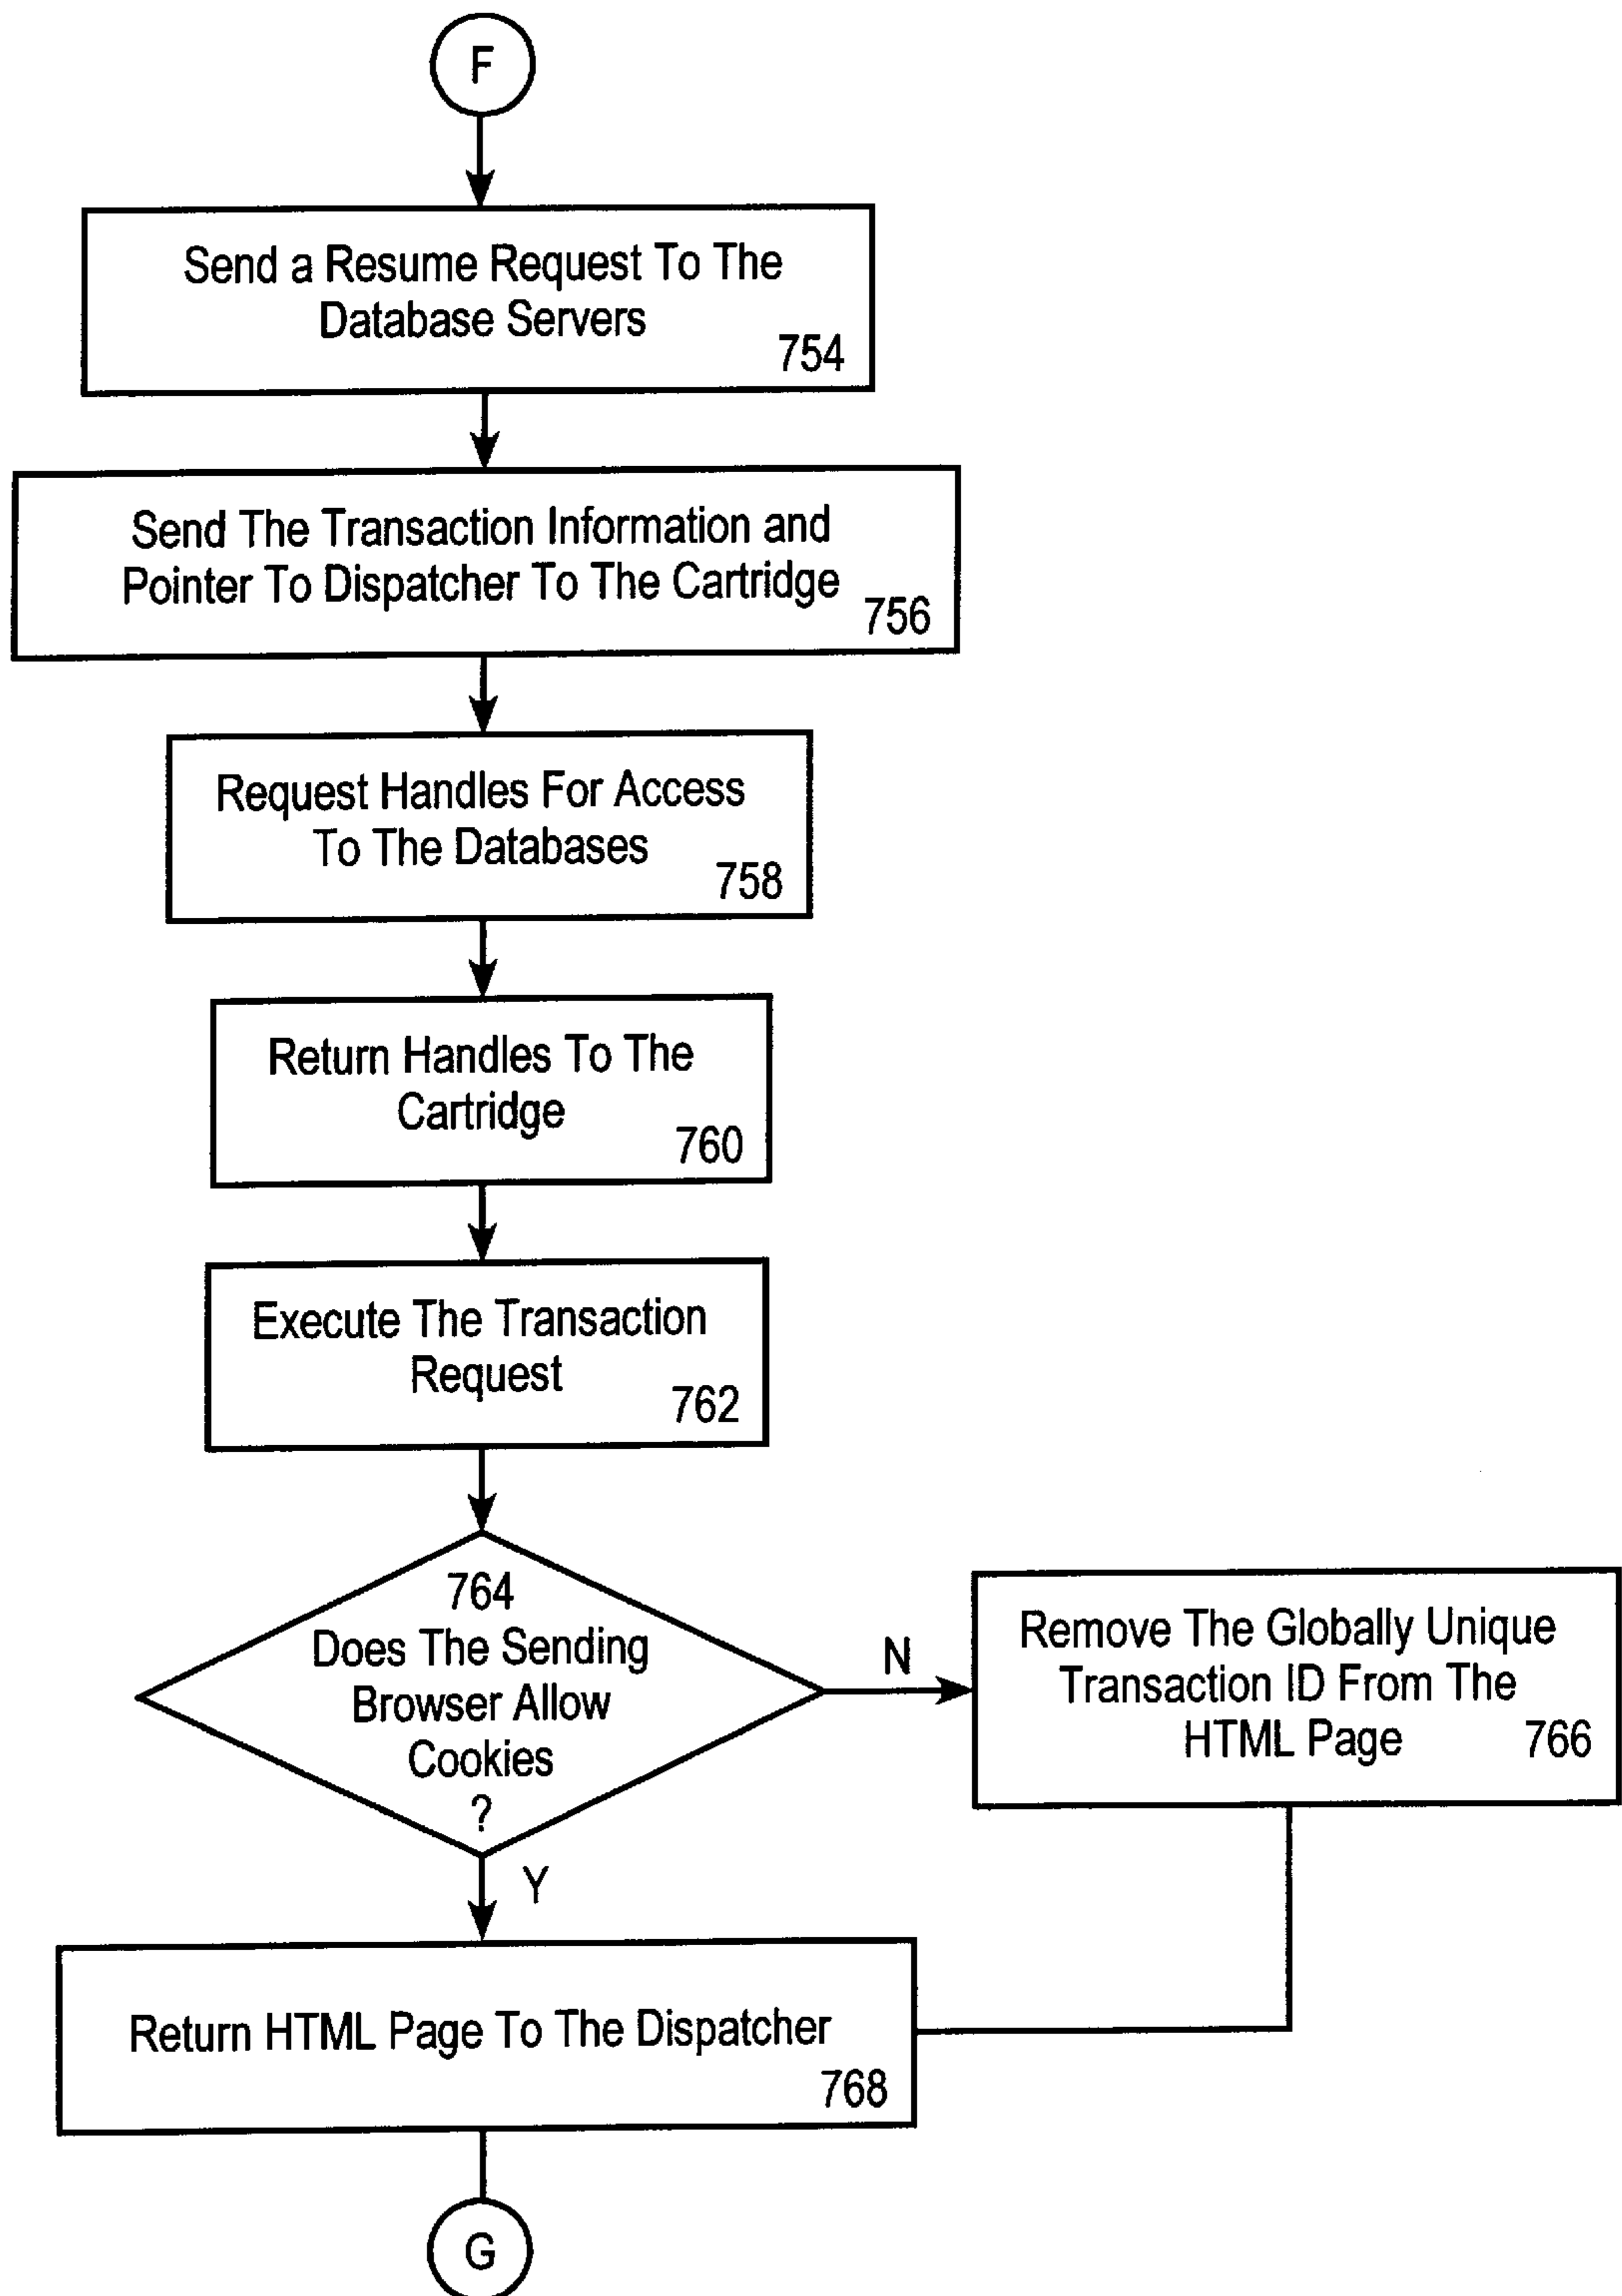 F
Send a Resume Request To The
Database Servers
754
Send The Transaction Information and
Pointer To Dispatcher To The Cartridge
756
Request Handles For Access
To The Databases
758
Return Handles To The
Cartridge
760
Execute The Transaction
Request
762
764
Does The Sending
Browser Allow
Cookies
?
N
Remove The Globally Unique
Transaction ID From The
HTML Page 766
Y
Return HTML Page To The Dispatcher
768
G